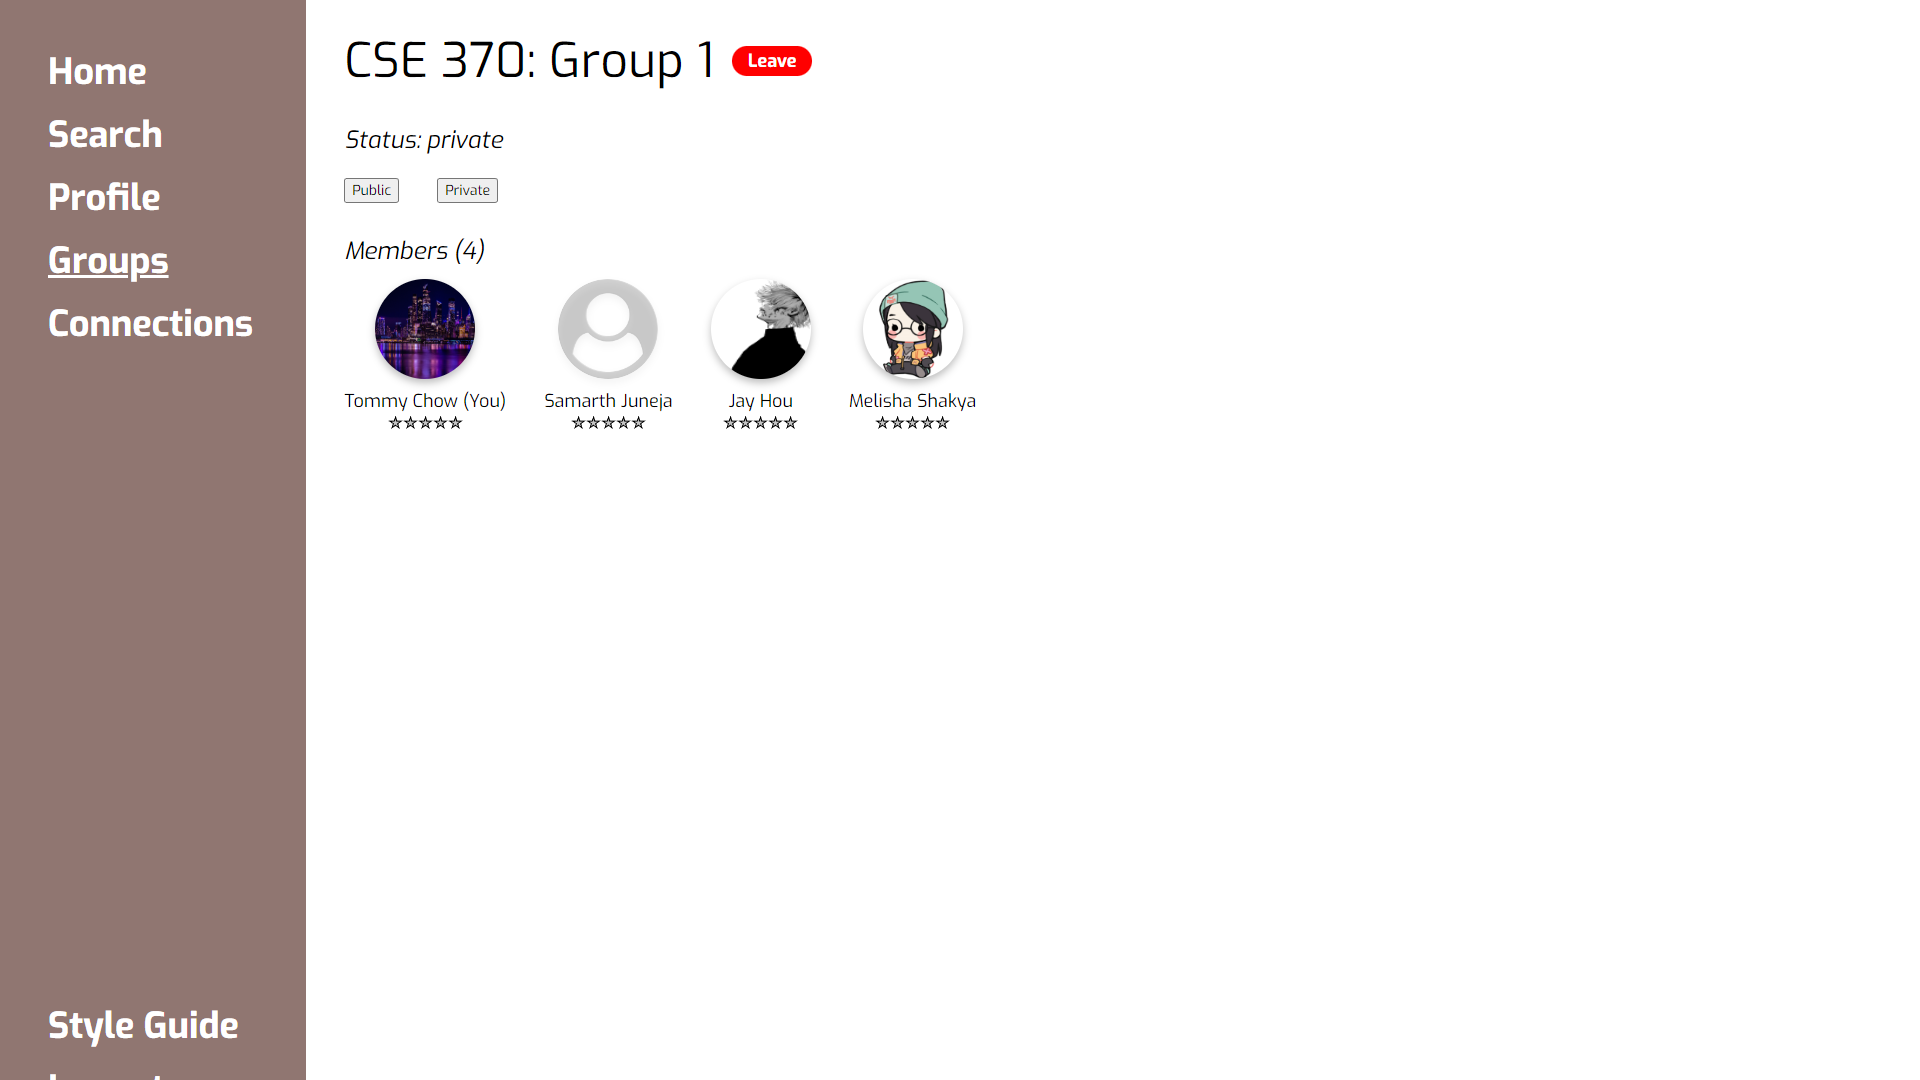 Home
Search
Profile
Groups
Connections
Style Guide
CSE 370: Group 1
Leave
Status: private
Public
Private
Members (4)
Tommy Chow (You)
☆☆☆☆☆
Samarth Juneja
☆☆☆☆☆
Jay Hou
☆☆☆☆☆
Melisha Shakya
☆☆☆☆☆